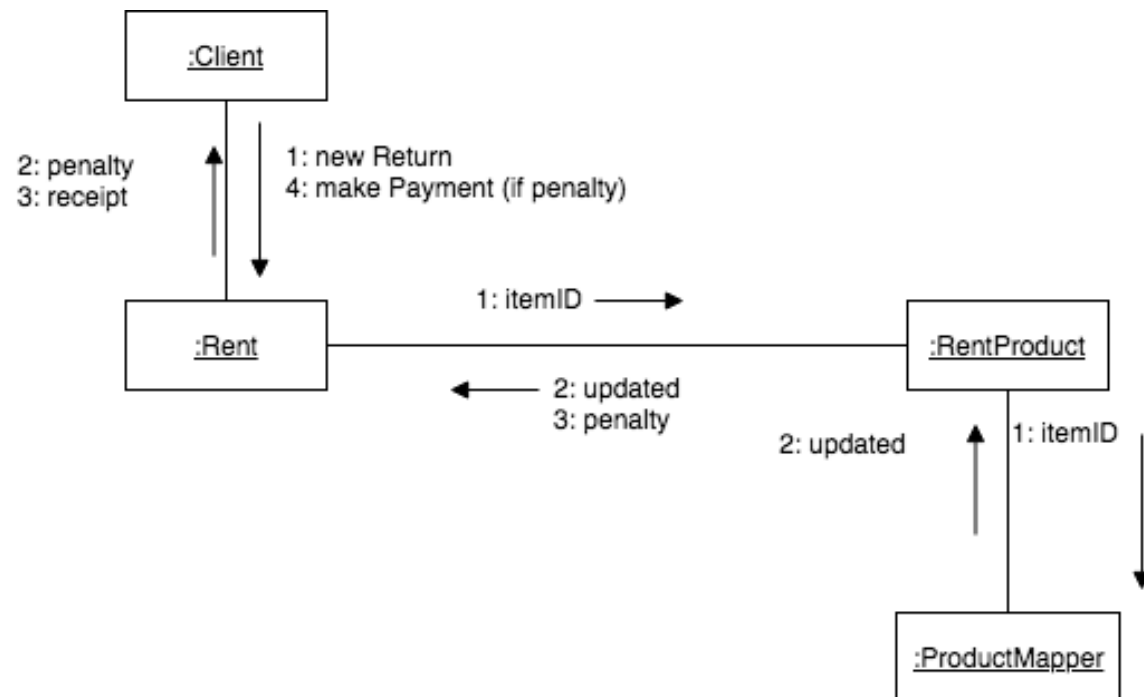 :Client
2: penalty
3: receipt
1: new Return
4: make Payment (if penalty)
1: itemID
:Rent
:RentProduct
2: updated
3: penalty
2: updated
1: itemID
:ProductMapper